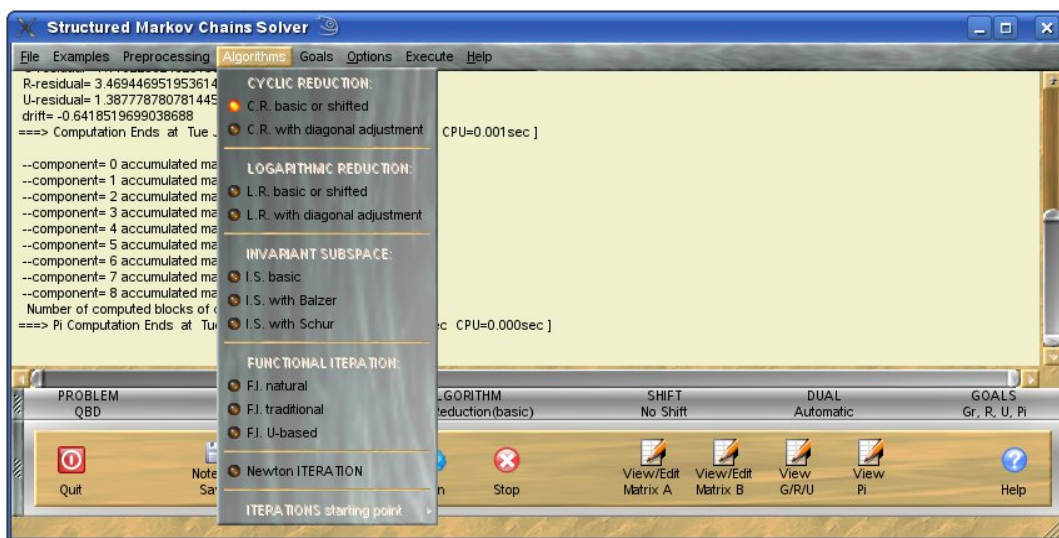 Structured Markov Chains Solver
File Examples Preprocessing Algorithms Goals Options Execute Help
R-residual= 3.469446951953614
U-residual= 1.387778780781445
drift= -0.6418519699038688
===> Computation Ends at Tue CPU=0.001sec ]
--component= 0 accumulated ma
--component= 1 accumulated ma
--component= 2 accumulated ma
--component= 3 accumulated ma
--component= 4 accumulated ma
--component= 5 accumulated ma
--component= 6 accumulated ma
--component= 7 accumulated ma
--component= 8 accumulated ma
Number of computed blocks of
===> Pi Computation Ends at Tu CPU=0.000sec ]
CYCLIC REDUCTION:
C.R. basic or shifted
C.R. with diagonal adjustment
LOGARITHMIC REDUCTION:
L.R. basic or shifted
L.R. with diagonal adjustment
INVARIANT SUBSPACE:
I.S. basic
I.S. with Balzer
I.S. with Schur
FUNCTIONAL ITERATION:
F.I. natural
F.I. traditional
F.I. U-based
Newton ITERATION
ITERATIONS starting point
PROBLEM LGORITHM SHIFT DUAL GOALS
QBD Reduction(basic) No Shift Automatic Gr, R, U, Pi
Quit Note Sa n Stop View/Edit Matrix A View/Edit Matrix B View G/R/U View Pi Help